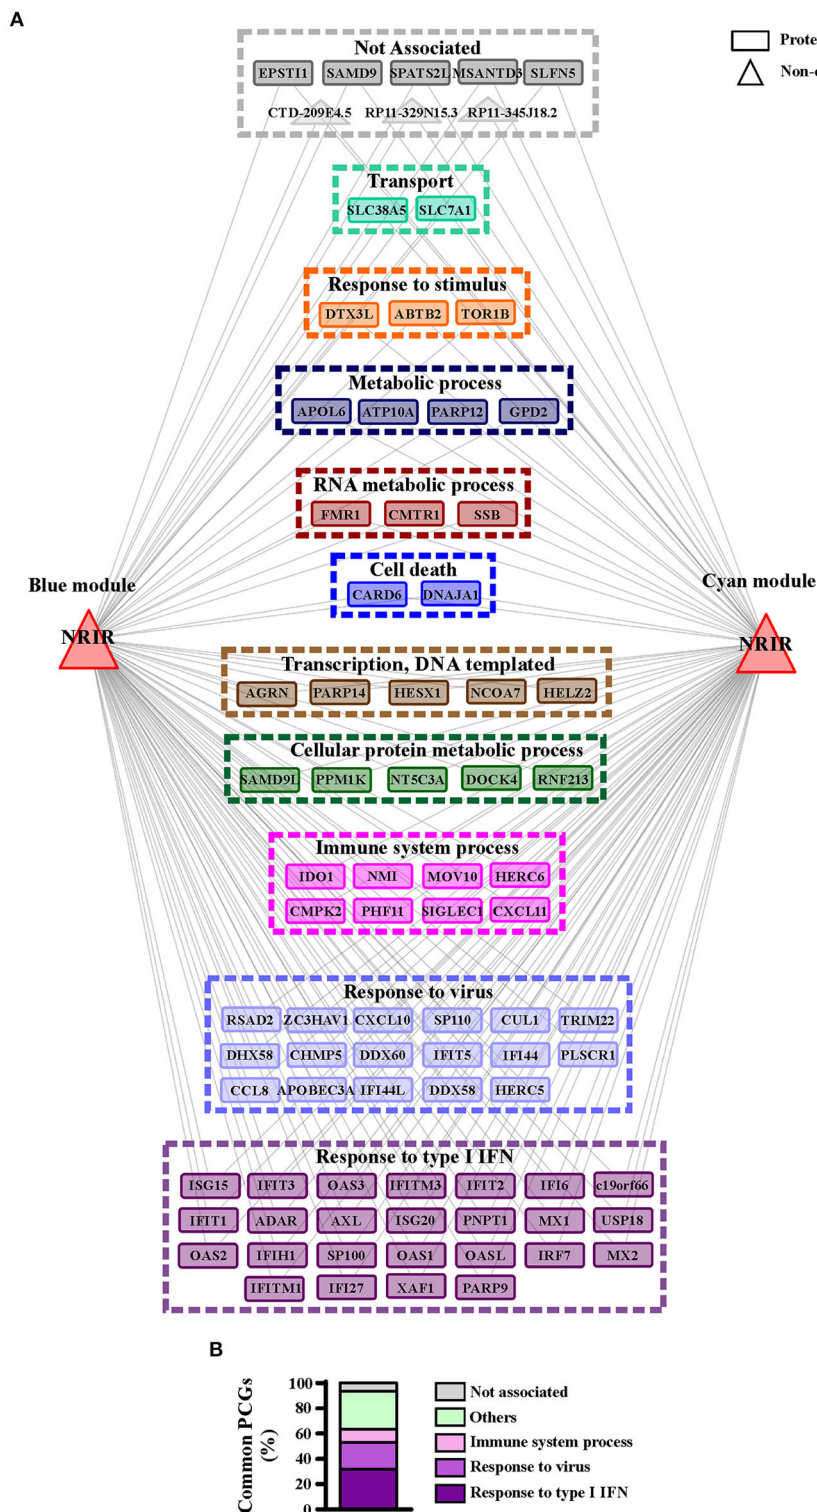 A
Not Associated
EPSTI1 SAMD9 SPATS2L MSANTD3 SLFN5
CTD-209E4.5 RP11-329N15.3 RP11-345J18.2
Transport
SLC38A5 SLC7A1
Response to stimulus
DTX3L ABTB2 TOR1B
Metabolic process
APOL6 ATP10A PARP12 GPD2
RNA metabolic process
FMR1 CMTR1 SSB
Cell death
CARD6 DNAJA1
Blue module
NRIR
Cyan module
NRIR
Transcription, DNA templated
AGRN PARP14 HESX1 NCOA7 HELZ2
Cellular protein metabolic process
SAMD9L PPM1K NT5C3A DOCK4 RNF213
Immune system process
IDO1 NMI MOV10 HERC6
CMPK2 PHF11 SIGLEC1 CXCL11
Response to virus
RSAD2 ZC3HAV1 CXCL10 SP110 CUL1 TRIM22
DHX58 CHMP5 DDX60 IFIT5 IFI44 PLSCR1
CCL8 APOBEC3A IFI44L DDX58 HERC5
Response to type I IFN
ISG15 IFIT3 OAS3 IFITM3 IFIT2 IFI6 c19orf66
IFIT1 ADAR AXL ISG20 PNPT1 MX1 USP18
OAS2 IFIH1 SP100 OAS1 OASL IRF7 MX2
IFITM1 IFI27 XAF1 PARP9
B
Common PCGs
(%)
100
80
60
40
20
0
Not associated
Others
Immune system process
Response to virus
Response to type I IFN